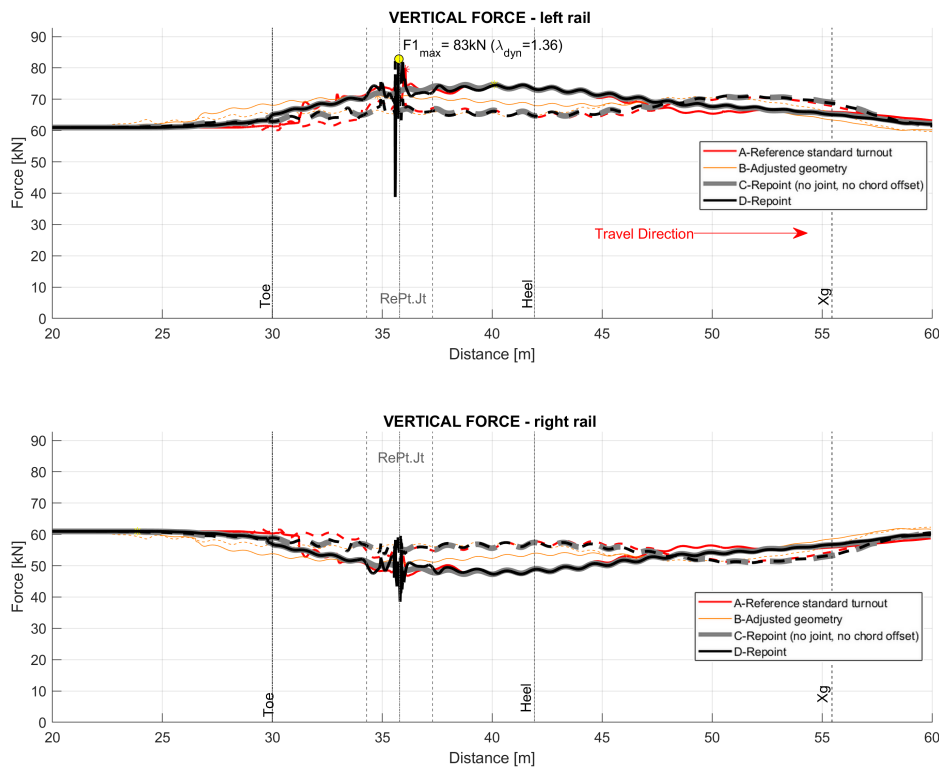 VERTICAL FORCE - left rail
F1max= 83kN (λdyn=1.36)
90
80
70
60
50
40
30
20
10
0
Force [kN]
A-Reference standard turnout
B-Adjusted geometry
C-Repoint (no joint, no chord offset)
D-Repoint
Travel Direction
Toe
RePt.Jt
Heel
Xg
20 25 30 35 40 45 50 55 60
Distance [m]
VERTICAL FORCE - right rail
RePt.Jt
90
80
70
60
50
40
30
20
10
0
Force [kN]
A-Reference standard turnout
B-Adjusted geometry
C-Repoint (no joint, no chord offset)
D-Repoint
Toe
Heel
Xg
20 25 30 35 40 45 50 55 60
Distance [m]